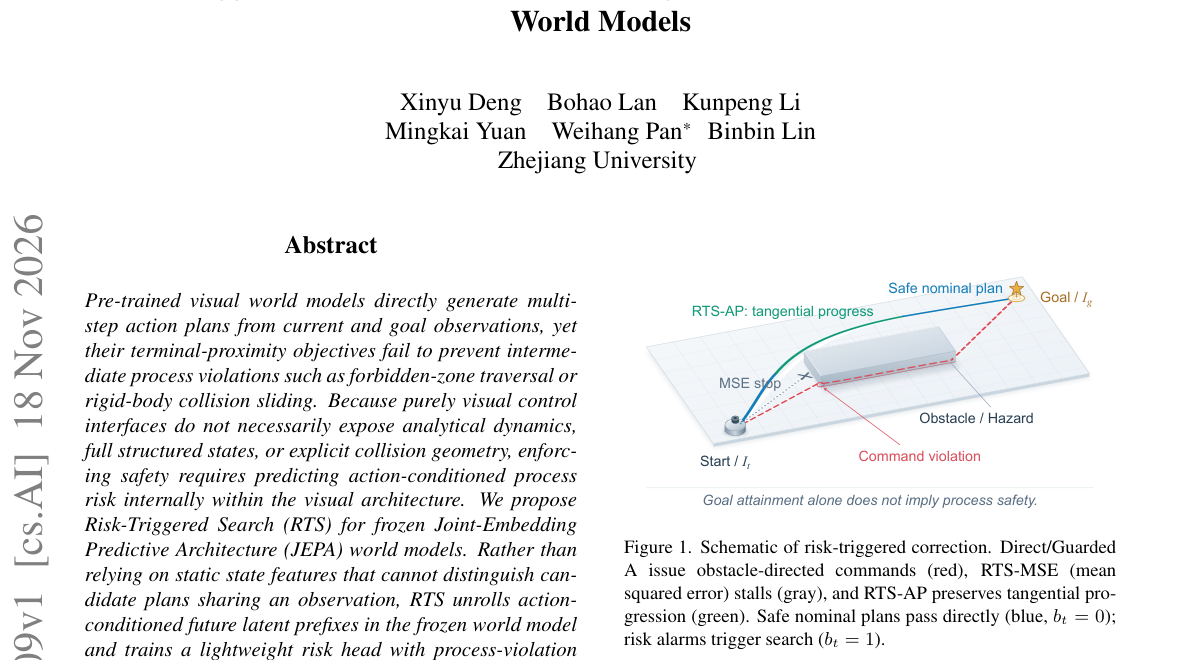 World Models
Xinyu Deng Bohao Lan Kunpeng Li
Mingkai Yuan Weihang Pan* Binbin Lin
Zhejiang University
09v1 [cs.AI] 18 Nov 2026
Abstract
Pre-trained visual world models directly generate multi-
step action plans from current and goal observations, yet
their terminal-proximity objectives fail to prevent interme-
diate process violations such as forbidden-zone traversal or
rigid-body collision sliding. Because purely visual control
interfaces do not necessarily expose analytical dynamics,
full structured states, or explicit collision geometry, enforc-
ing safety requires predicting action-conditioned process
risk internally within the visual architecture. We propose
Risk-Triggered Search (RTS) for frozen Joint-Embedding
Predictive Architecture (JEPA) world models. Rather than
relying on static state features that cannot distinguish can-
didate plans sharing an observation, RTS unrolls action-
conditioned future latent prefixes in the frozen world model
and trains a lightweight risk head with process-violation
Safe nominal plan
Goal / I_g
RTS-AP: tangential progress
MSE stop
Obstacle / Hazard
Start / I_t
Command violation
Goal attainment alone does not imply process safety.
Figure 1. Schematic of risk-triggered correction. Direct/Guarded
A issue obstacle-directed commands (red), RTS-MSE (mean
squared error) stalls (gray), and RTS-AP preserves tangential pro-
gression (green). Safe nominal plans pass directly (blue, b_t = 0);
risk alarms trigger search (b_t = 1).